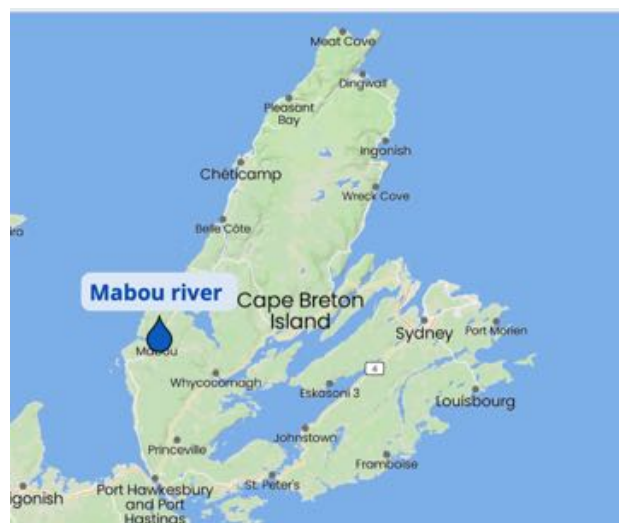 Meat Cove
Dingwall
Pleasant
Bay
Ingonish
Chéticamp
Wreck Cove
Belle Côte
Mabou river
Cape Breton
Island
Sydney
Port Morien
Mabou
Whycocomagh
4
Eskasoni 3
Louisbourg
Johnstown
Princeville
Framboise
St. Peter's
Port Hawkesbury
and Port
Hastings
gonish